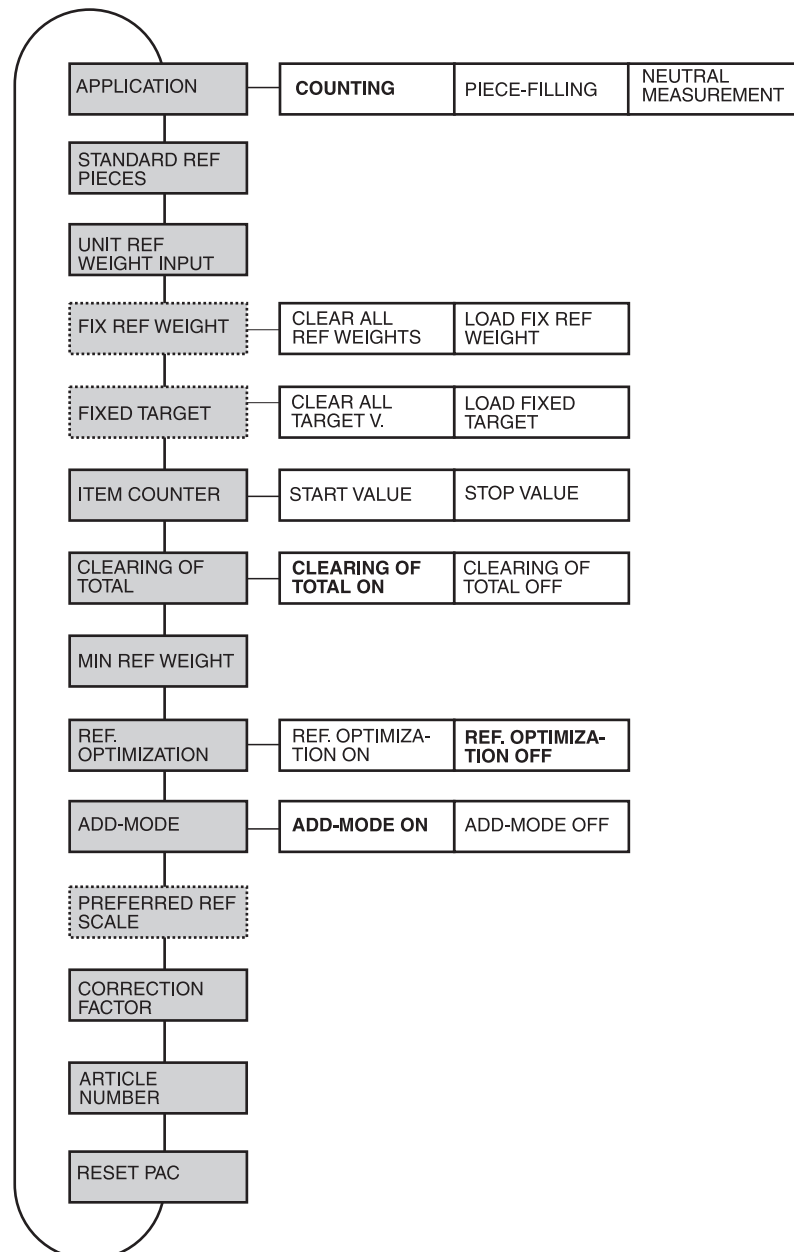 APPLICATION
COUNTING
PIECE-FILLING
NEUTRAL
MEASUREMENT
STANDARD REF
PIECES
UNIT REF
WEIGHT INPUT
FIX REF WEIGHT
CLEAR ALL
REF WEIGHTS
LOAD FIX REF
WEIGHT
FIXED TARGET
CLEAR ALL
TARGET V.
LOAD FIXED
TARGET
ITEM COUNTER
START VALUE
STOP VALUE
CLEARING OF
TOTAL
CLEARING OF
TOTAL ON
CLEARING OF
TOTAL OFF
MIN REF WEIGHT
REF.
OPTIMIZATION
REF. OPTIMIZA-
TION ON
REF. OPTIMIZA-
TION OFF
ADD-MODE
ADD-MODE ON
ADD-MODE OFF
PREFERRED REF
SCALE
CORRECTION
FACTOR
ARTICLE
NUMBER
RESET PAC